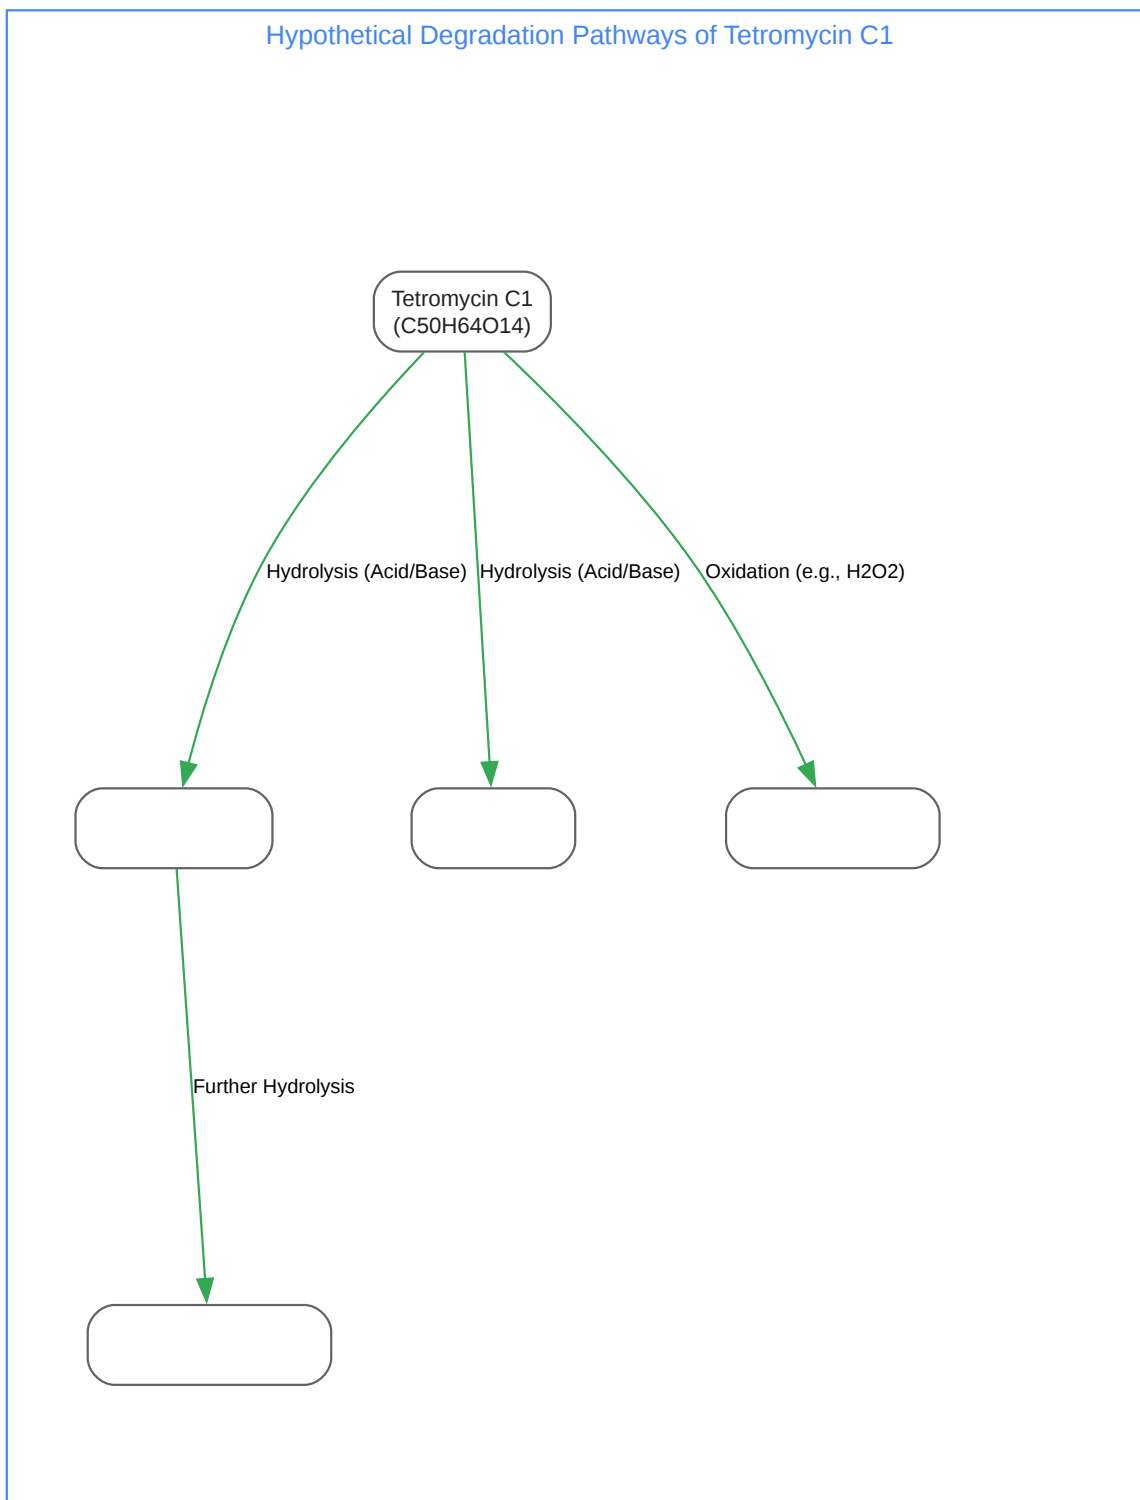 Hypothetical Degradation Pathways of Tetromycin C1
Tetromycin C1
(C50H64O14)
Hydrolysis (Acid/Base)
Hydrolysis (Acid/Base)
Oxidation (e.g., H2O2)
Further Hydrolysis